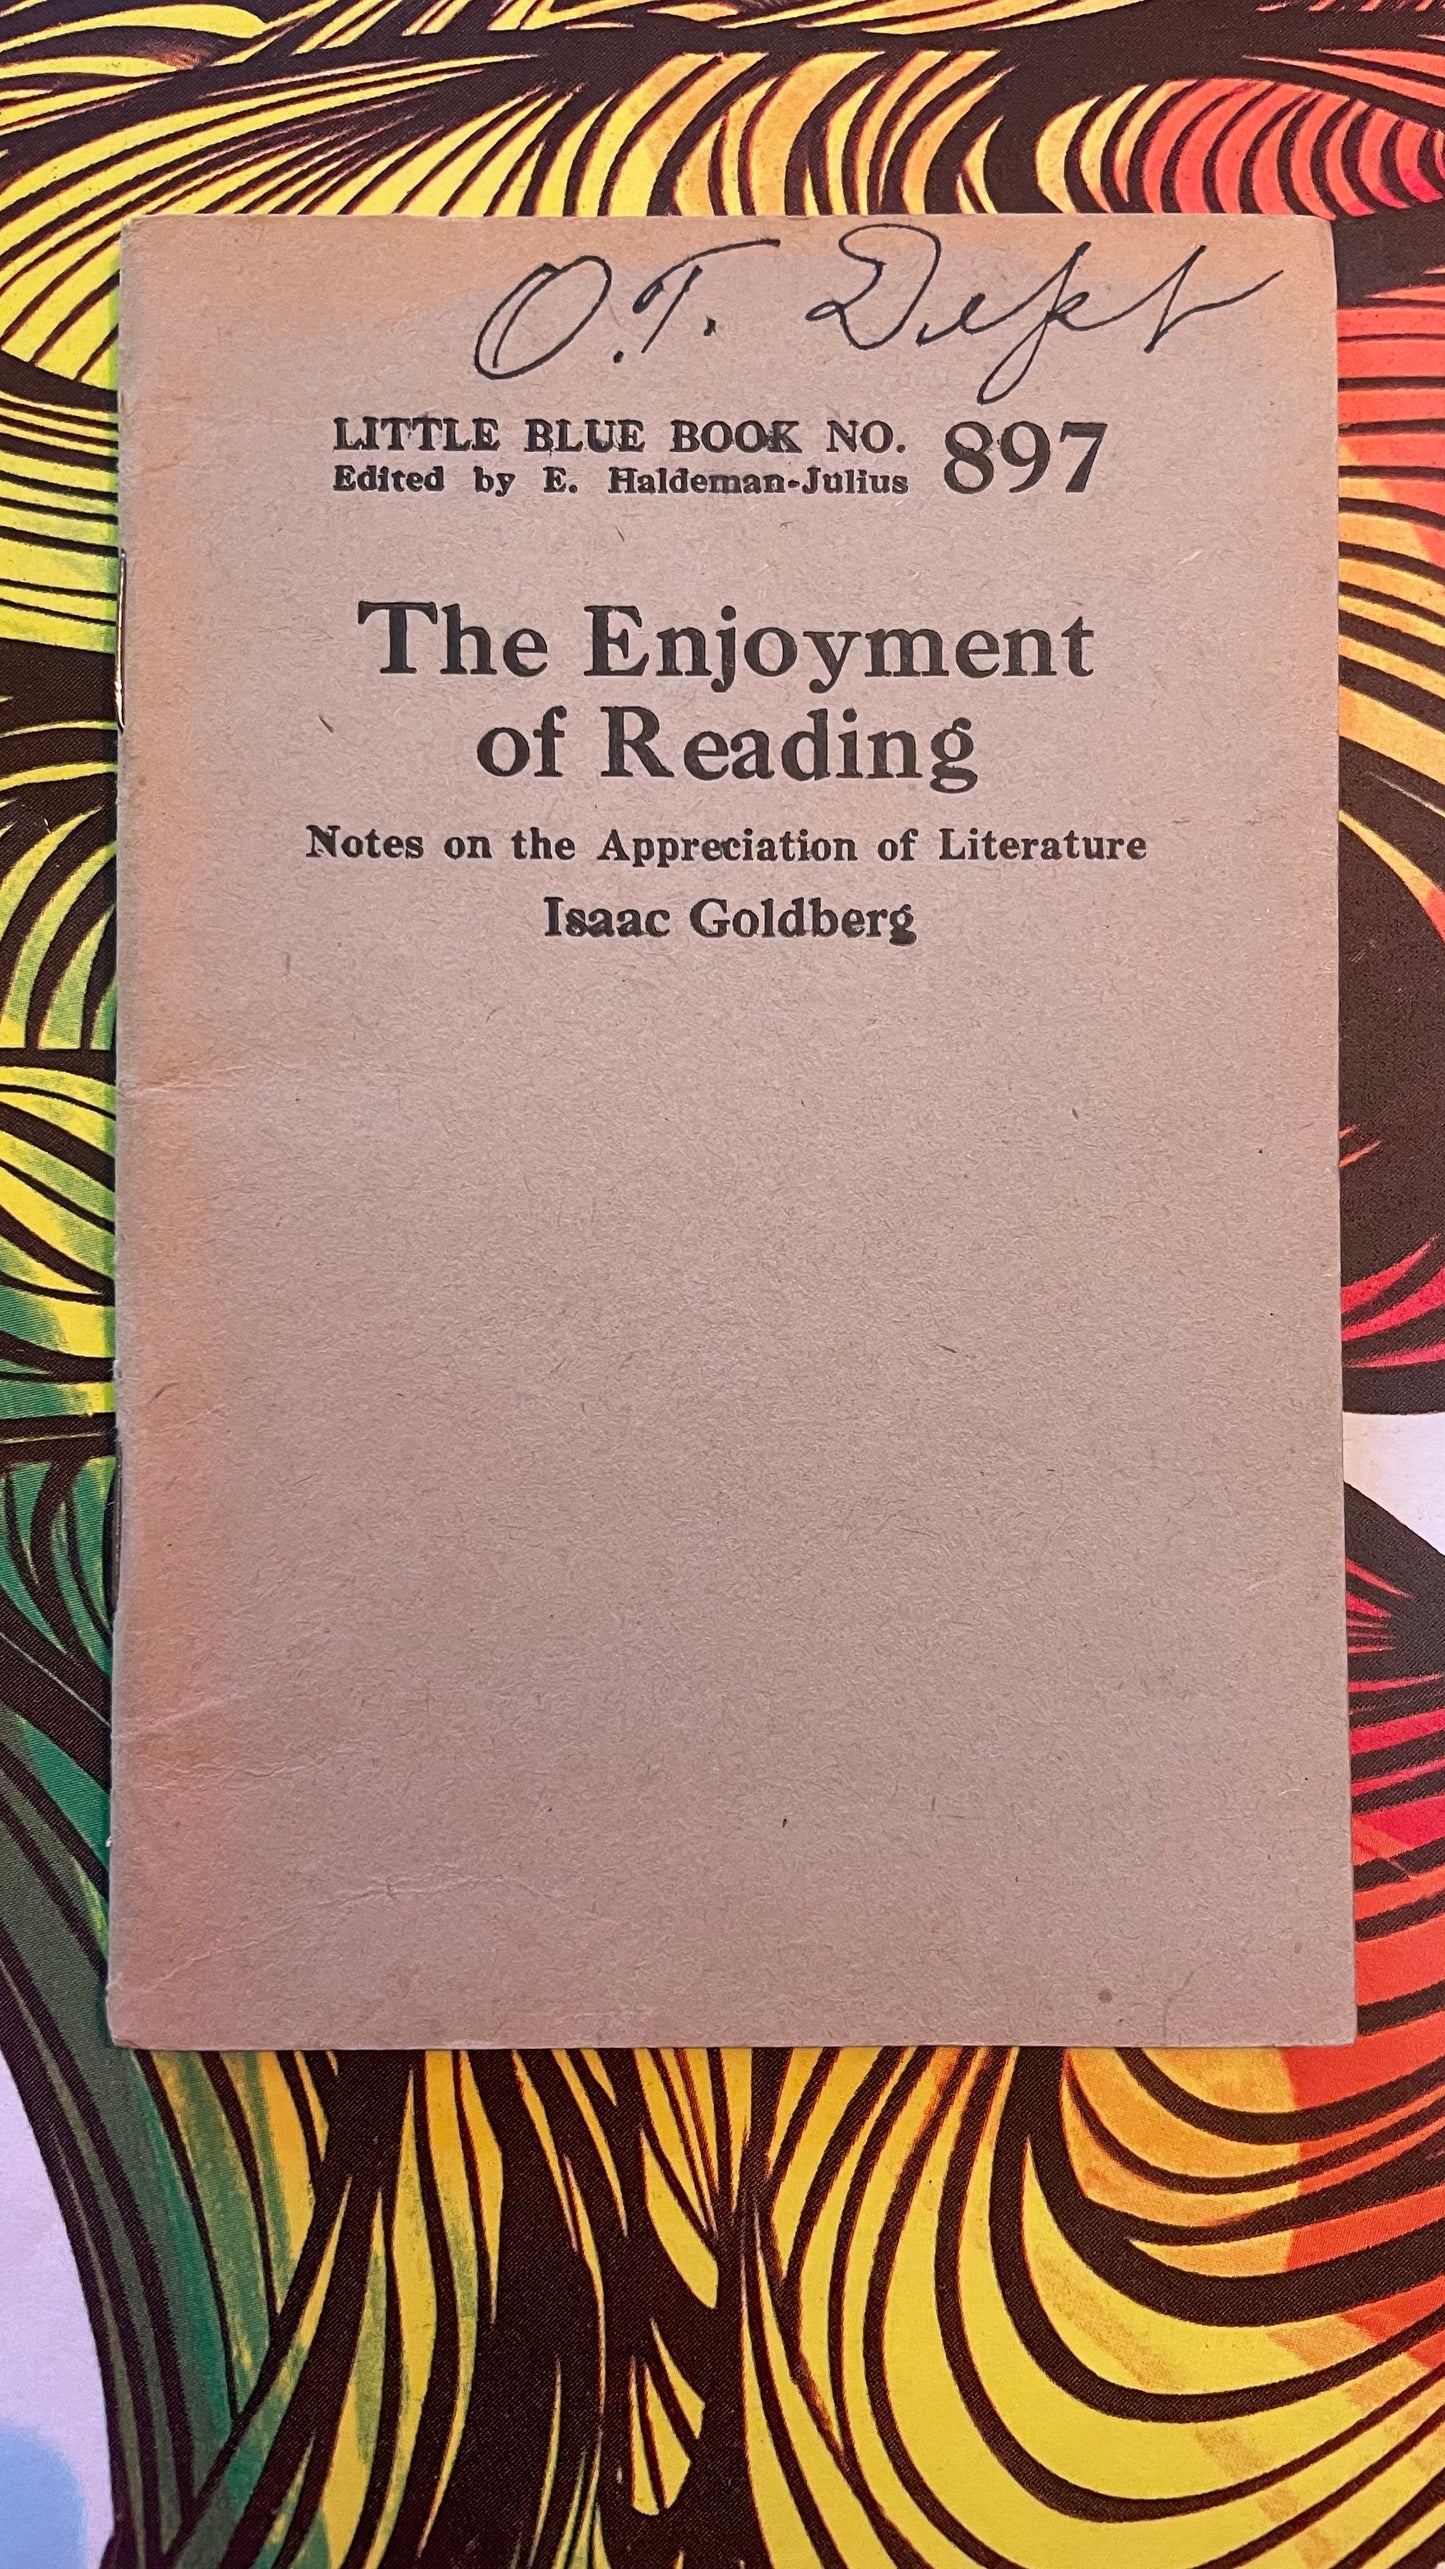 O.T. Dept
LITTLE BLUE BOOK NO. 897
Edited by E. Haldeman-Julius
The Enjoyment
of Reading
Notes on the Appreciation of Literature
Isaac Goldberg